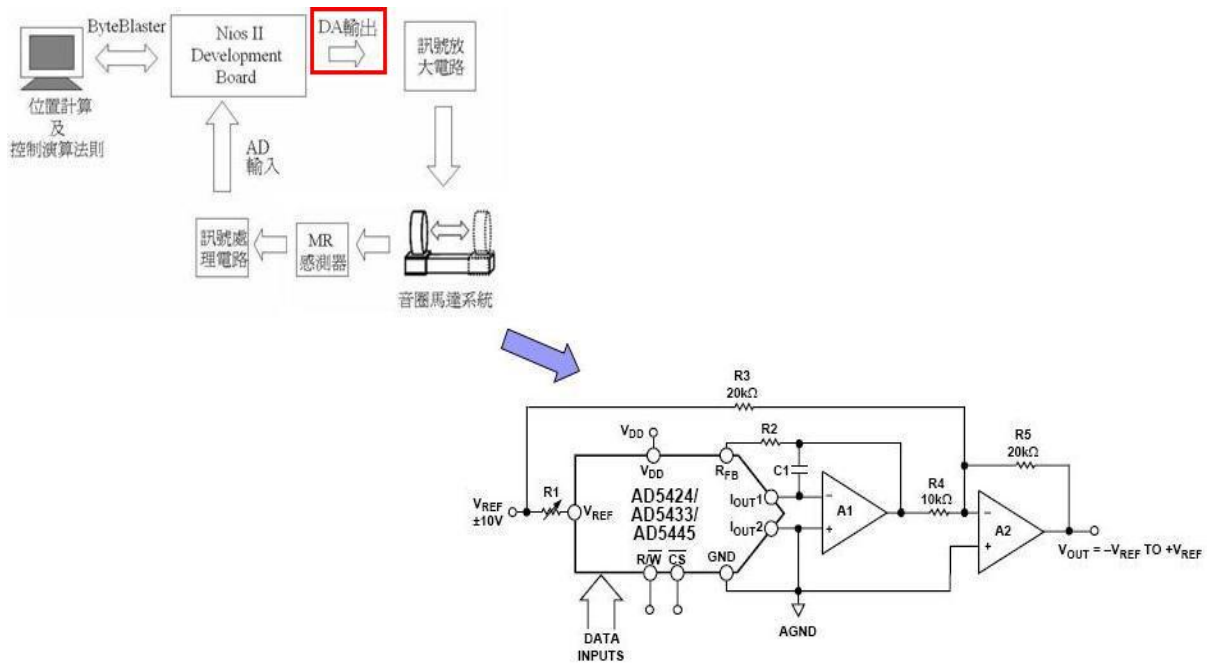 ByteBlaster
Nios II
Development
Board
DA輸出
訊號放
大電路
位置計算
及
控制演算法則
AD
輸入
訊號處
理電路
MR
感測器
音圈馬達系統
R3
20kΩ
VDD
R2
R5
20kΩ
VDD
RFB
C1
R4
10kΩ
VREF
±10V
R1
VREF
AD5424/
AD5433/
AD5445
IOUT1
IOUT2
A1
A2
R/W CS GND
VOUT = –VREF TO +VREF
AGND
DATA
INPUTS
− + − +